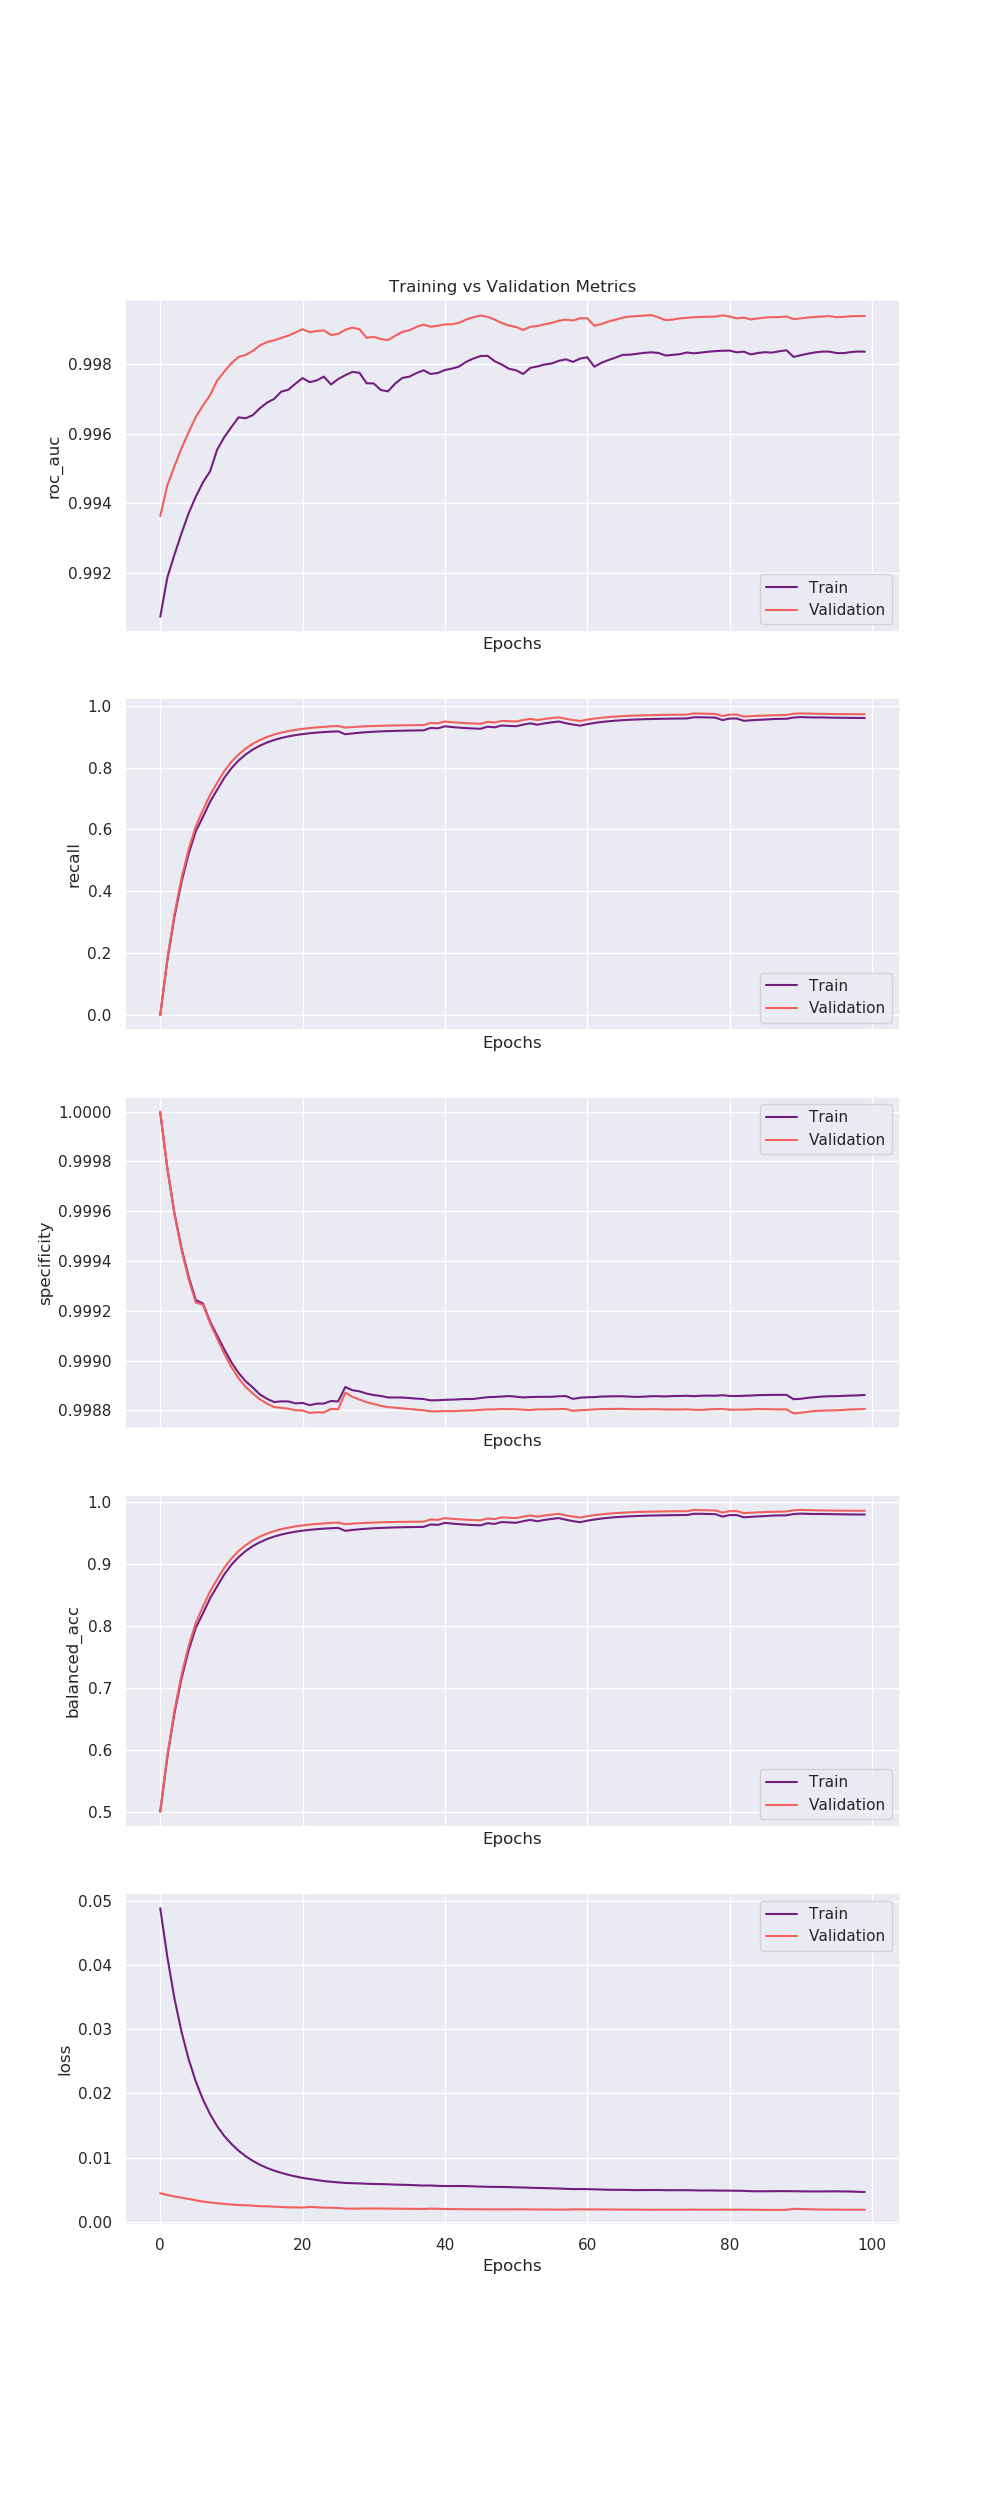 Training vs Validation Metrics
0.998
0.996
0.994
0.992
roc_auc
Train
Validation
Epochs
1.0
0.8
0.6
0.4
0.2
0.0
recall
Train
Validation
Epochs
1.0000
0.9998
0.9996
0.9994
0.9992
0.9990
0.9988
specificity
Train
Validation
Epochs
1.0
0.9
0.8
0.7
0.6
0.5
balanced_acc
Train
Validation
Epochs
0.05
0.04
0.03
0.02
0.01
0.00
loss
Train
Validation
0 20 40 60 80 100
Epochs